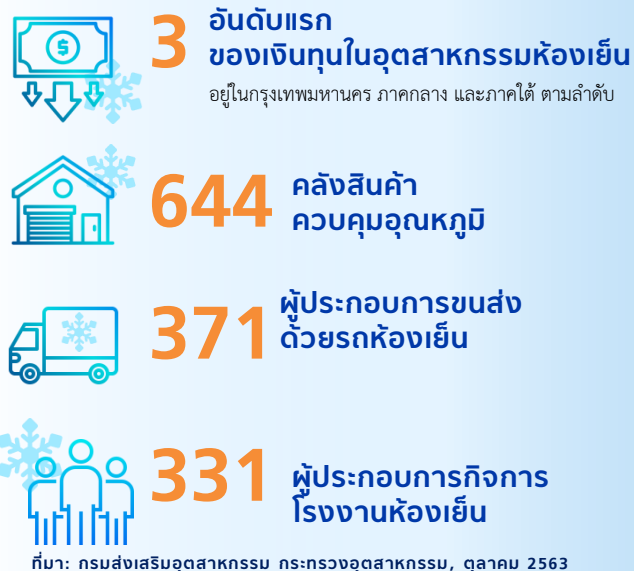 3 อันดับแรก
ของเงินทุนในอุตสาหกรรมห้องเย็น
อยู่ในกรุงเทพมหานคร ภาคกลาง และภาคใต้ ตามลำดับ
644 คลังสินค้า
ควบคุมอุณหภูมิ
371 ผู้ประกอบการขนส่ง
ด้วยรถห้องเย็น
331 ผู้ประกอบการกิจการ
โรงงานห้องเย็น
ที่มา: กรมส่งเสริมอุตสาหกรรม กระทรวงอุตสาหกรรม, ตุลาคม 2563